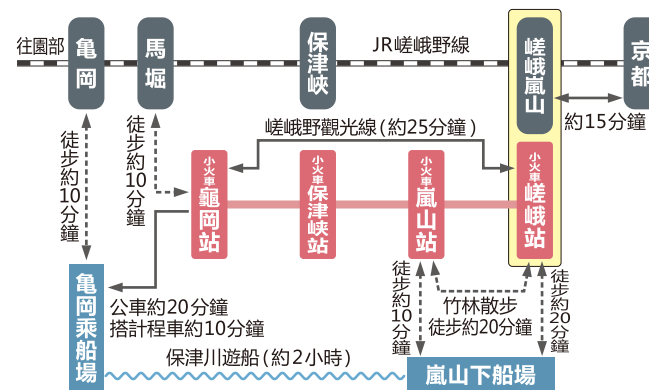 往園部
亀岡
馬堀
保津峽
JR嵯峨野線
嵯峨嵐山
京都
約15分鐘
徒步約10分鐘
徒步約10分鐘
嵯峨野觀光線(約25分鐘)
小火車龜岡站
小火車保津峽站
小火車嵐山站
小火車嵯峨站
亀岡乘船場
公車約20分鐘
搭計程車約10分鐘
保津川遊船(約2小時)
徒步約10分鐘
竹林散步
徒步約20分鐘
徒步約20分鐘
嵐山下船場